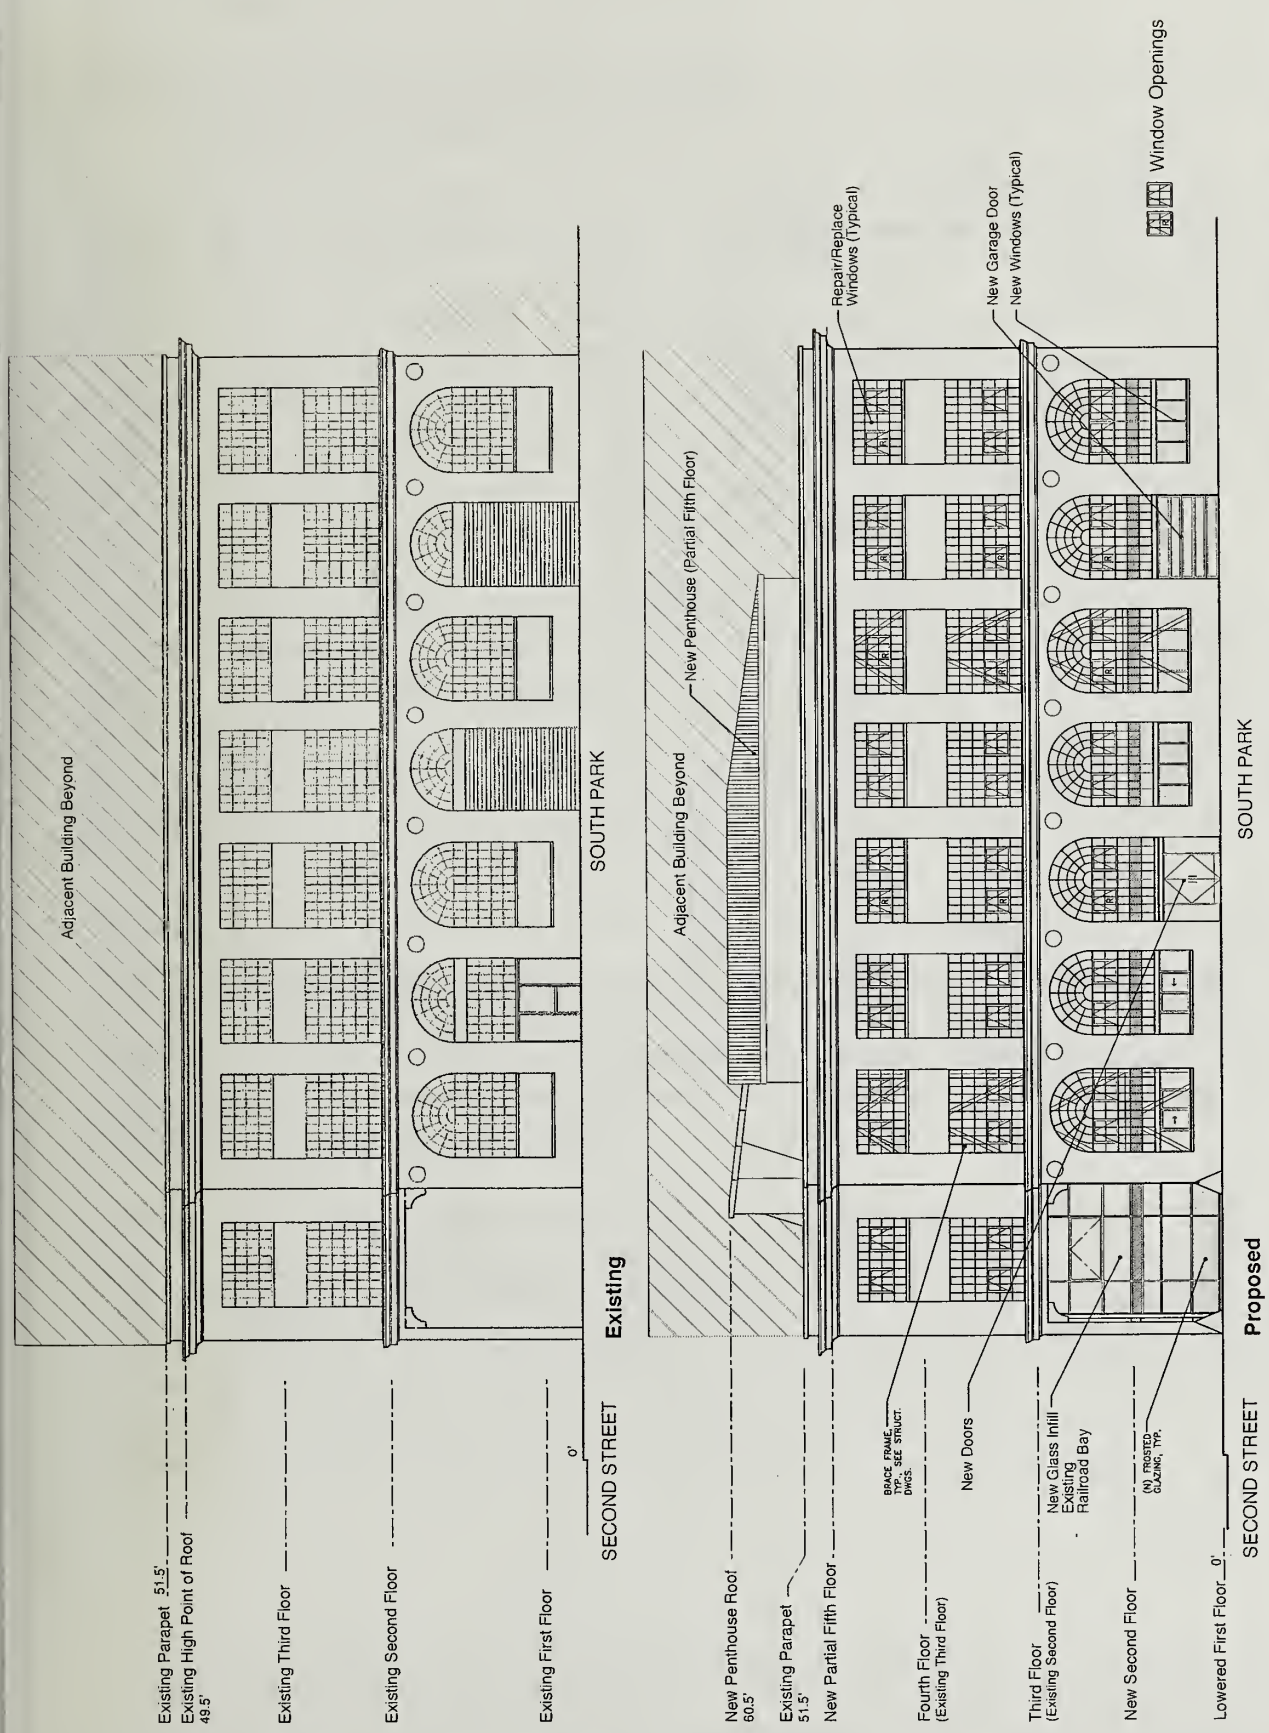 Adjacent Building Beyond
Existing Parapet 51.5'
Existing High Point of Roof
49.5'
Existing Third Floor
Existing Second Floor
Existing First Floor
0'
SECOND STREET
Existing
SOUTH PARK
Adjacent Building Beyond
New Penthouse (Partial Fifth Floor)
Repair/Replace
Windows (Typical)
New Garage Door
New Windows (Typical)
Window Openings
New Penthouse Roof
60.5'
Existing Parapet
51.5'
New Partial Fifth Floor
BRACE FRAME,
TYP., SEE STRUCT.
DWGS.
Fourth Floor
(Existing Third Floor)
New Doors
Third Floor
(Existing Second Floor)
New Glass Infill
Existing
Railroad Bay
New Second Floor
(N) FROSTED
GLAZING, TYP.
Lowered First Floor 0'
SECOND STREET
Proposed
SOUTH PARK